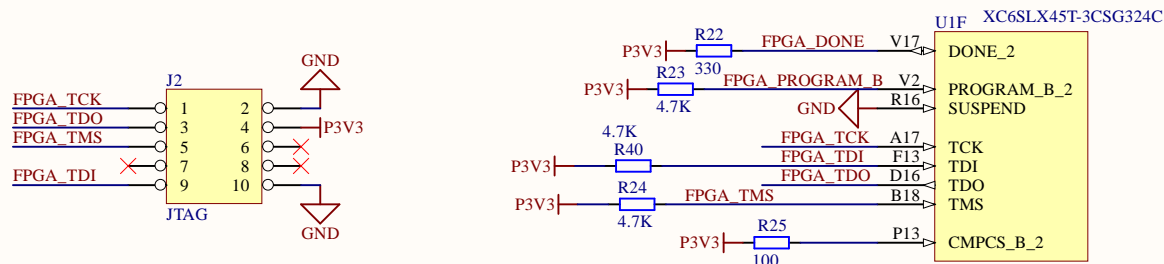 J2
JTAG
FPGA_TCK
FPGA_TDO
FPGA_TMS
FPGA_TDI
1 2
3 4
5 6
7 8
9 10
GND
P3V3
GND
U1F XC6SLX45T-3CSG324C
P3V3 R22 330 FPGA_DONE V17 DONE_2
P3V3 R23 4.7K FPGA_PROGRAM_B V2 PROGRAM_B_2
GND R16 SUSPEND
FPGA_TCK A17 TCK
P3V3 4.7K R40 FPGA_TDI F13 TDI
FPGA_TDO D16 TDO
P3V3 R24 4.7K FPGA_TMS B18 TMS
P3V3 R25 100 P13 CMPCS_B_2